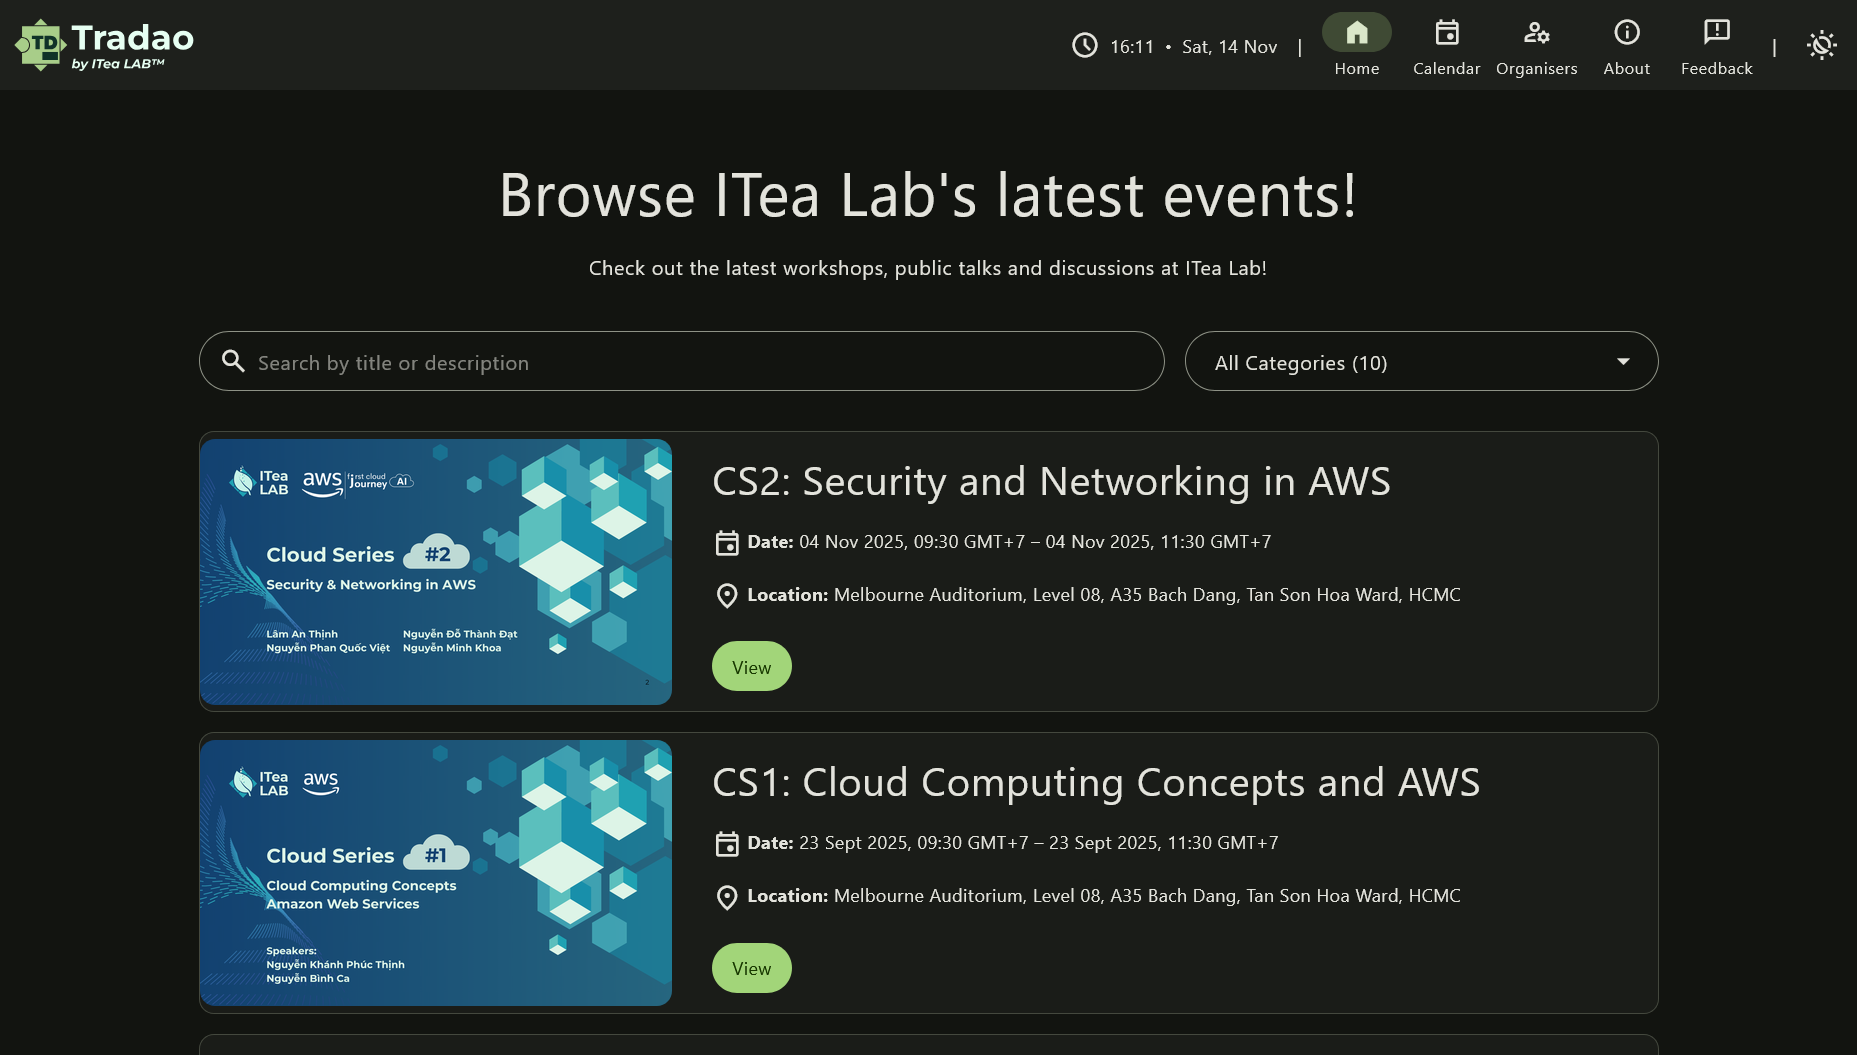 TD Tradao
by ITea LAB™
16:11 • Sat, 14 Nov |
Home
Calendar
Organisers
About
Feedback
|
Browse ITea Lab's latest events!
Check out the latest workshops, public talks and discussions at ITea Lab!
Search by title or description
All Categories (10)
ITea LAB
aws first cloud journey AI
Cloud Series #2
Security & Networking in AWS
Lâm An Thịnh Nguyễn Đỗ Thành Đạt
Nguyễn Phan Quốc Việt Nguyễn Minh Khoa
2
CS2: Security and Networking in AWS
Date: 04 Nov 2025, 09:30 GMT+7 – 04 Nov 2025, 11:30 GMT+7
Location: Melbourne Auditorium, Level 08, A35 Bach Dang, Tan Son Hoa Ward, HCMC
View
ITea LAB
aws
Cloud Series #1
Cloud Computing Concepts
Amazon Web Services
Speakers:
Nguyễn Khánh Phúc Thịnh
Nguyễn Bình Ca
CS1: Cloud Computing Concepts and AWS
Date: 23 Sept 2025, 09:30 GMT+7 – 23 Sept 2025, 11:30 GMT+7
Location: Melbourne Auditorium, Level 08, A35 Bach Dang, Tan Son Hoa Ward, HCMC
View